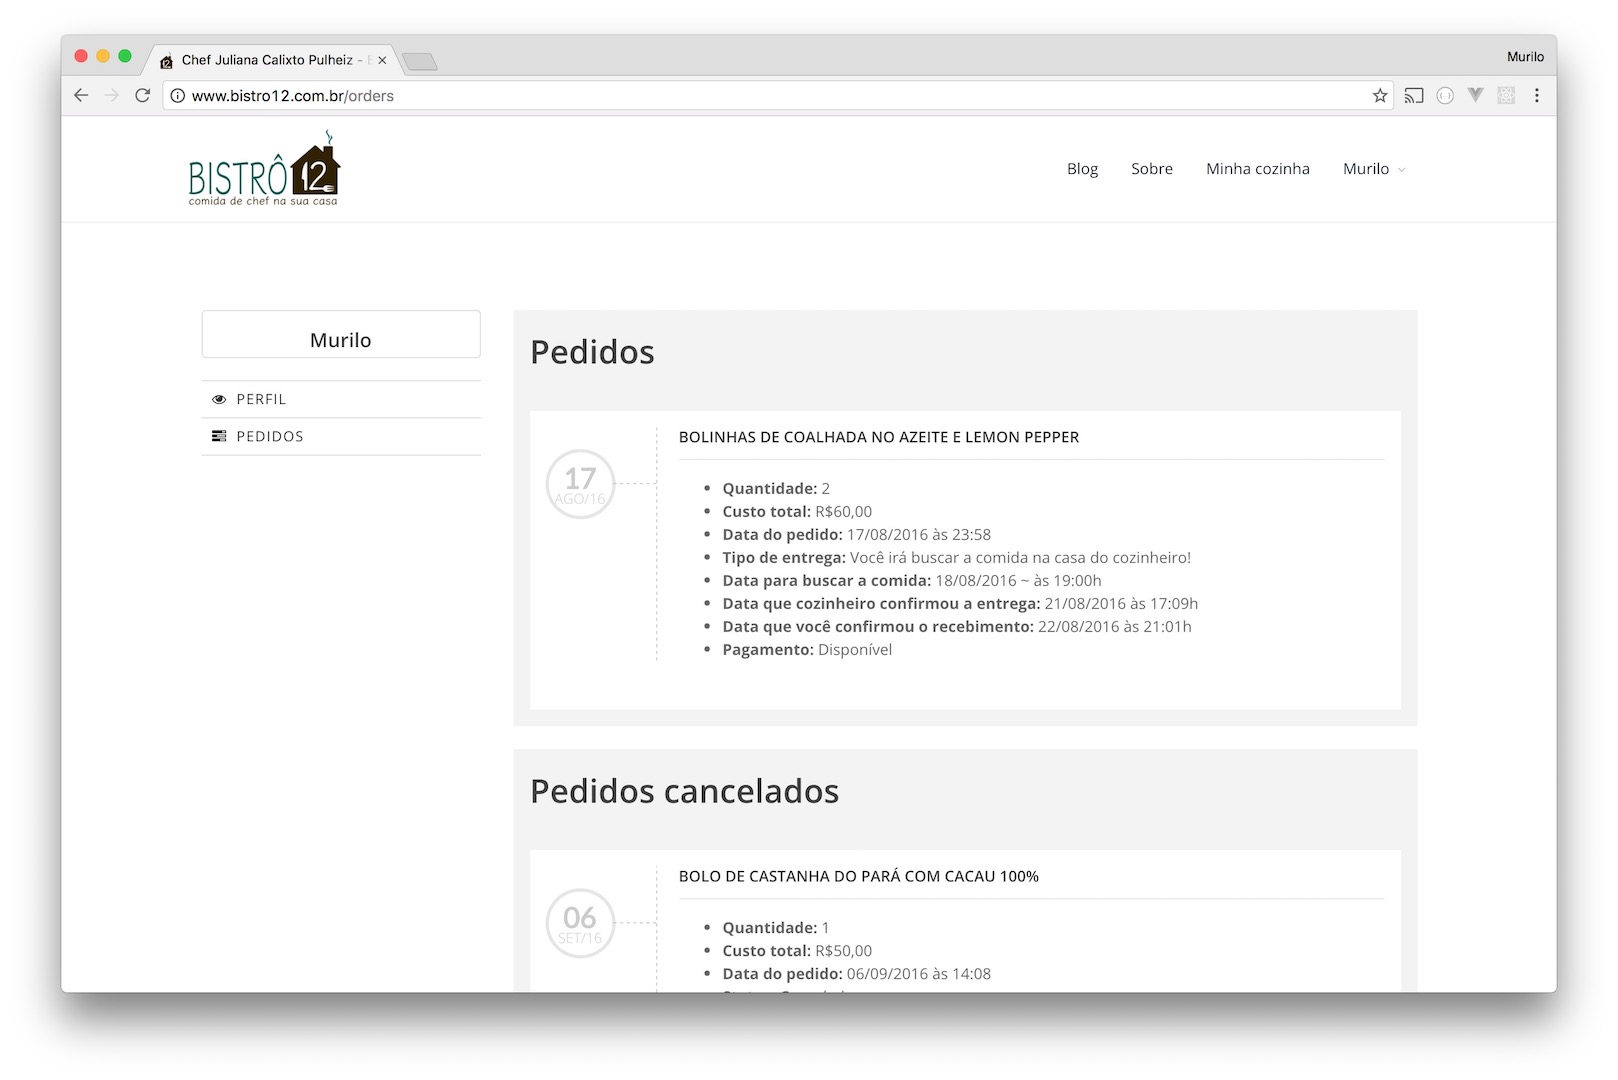 Chef Juliana Calixto Pulheiz -
Murilo
www.bistro12.com.br/orders
BISTRÔ 12
comida de chef na sua casa
Blog Sobre Minha cozinha Murilo
Murilo
PERFIL
PEDIDOS
Pedidos
17
AGO/16
BOLINHAS DE COALHADA NO AZEITE E LEMON PEPPER
Quantidade: 2
Custo total: R$60,00
Data do pedido: 17/08/2016 às 23:58
Tipo de entrega: Você irá buscar a comida na casa do cozinheiro!
Data para buscar a comida: 18/08/2016 ~ às 19:00h
Data que cozinheiro confirmou a entrega: 21/08/2016 às 17:09h
Data que você confirmou o recebimento: 22/08/2016 às 21:01h
Pagamento: Disponível
Pedidos cancelados
06
SET/16
BOLO DE CASTANHA DO PARÁ COM CACAU 100%
Quantidade: 1
Custo total: R$50,00
Data do pedido: 06/09/2016 às 14:08